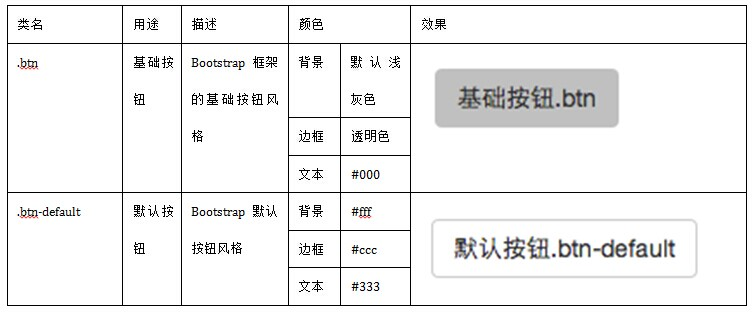 类名 用途 描述 颜色 效果
.btn 基础按钮 Bootstrap 框架的基础按钮风格 背景 默认浅灰色 基础按钮.btn
边框 透明色
文本 #000
.btn-default 默认按钮 Bootstrap 默认按钮风格 背景 #fff 默认按钮.btn-default
边框 #ccc
文本 #333